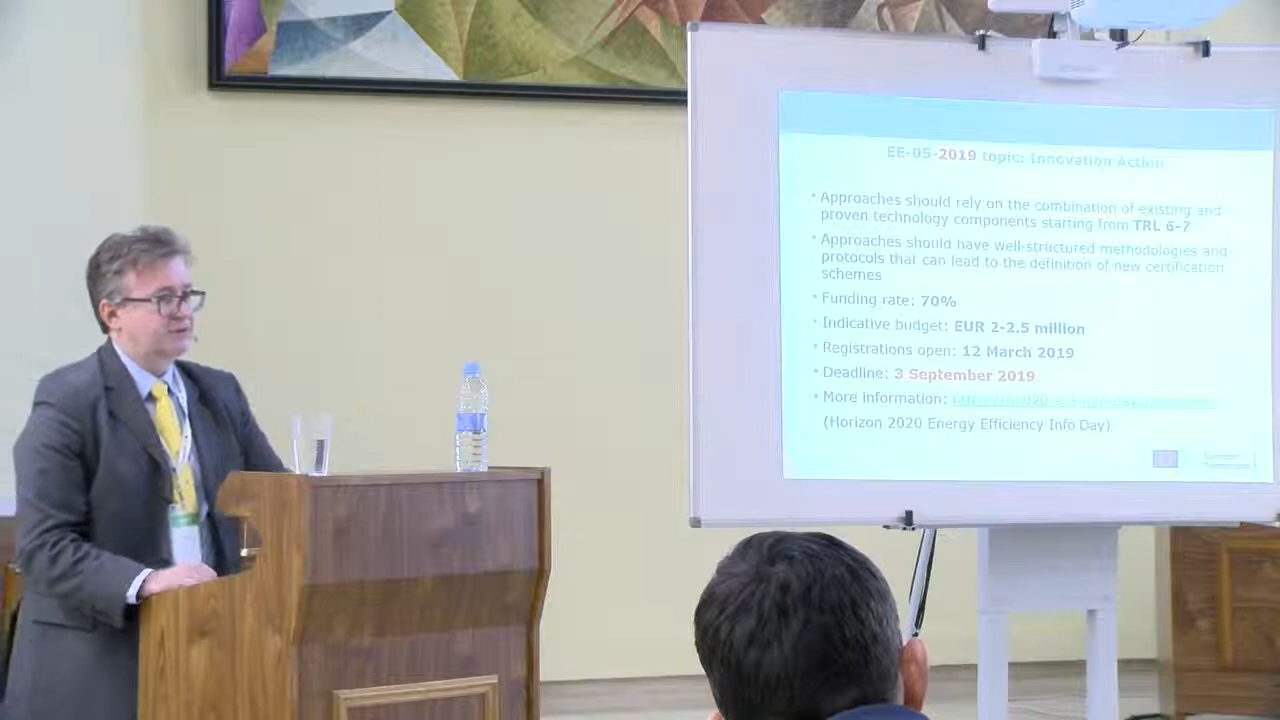 EE-05-2019 topic: Innovation Action
• Approaches should rely on the combination of existing and
proven technology components starting from TRL 6-7
• Approaches should have well-structured methodologies and
protocols that can lead to the definition of new certification
schemes
• Funding rate: 70%
• Indicative budget: EUR 2-2.5 million
• Registrations open: 12 March 2019
• Deadline: 3 September 2019
• More information:
(Horizon 2020 Energy Efficiency Info Day)